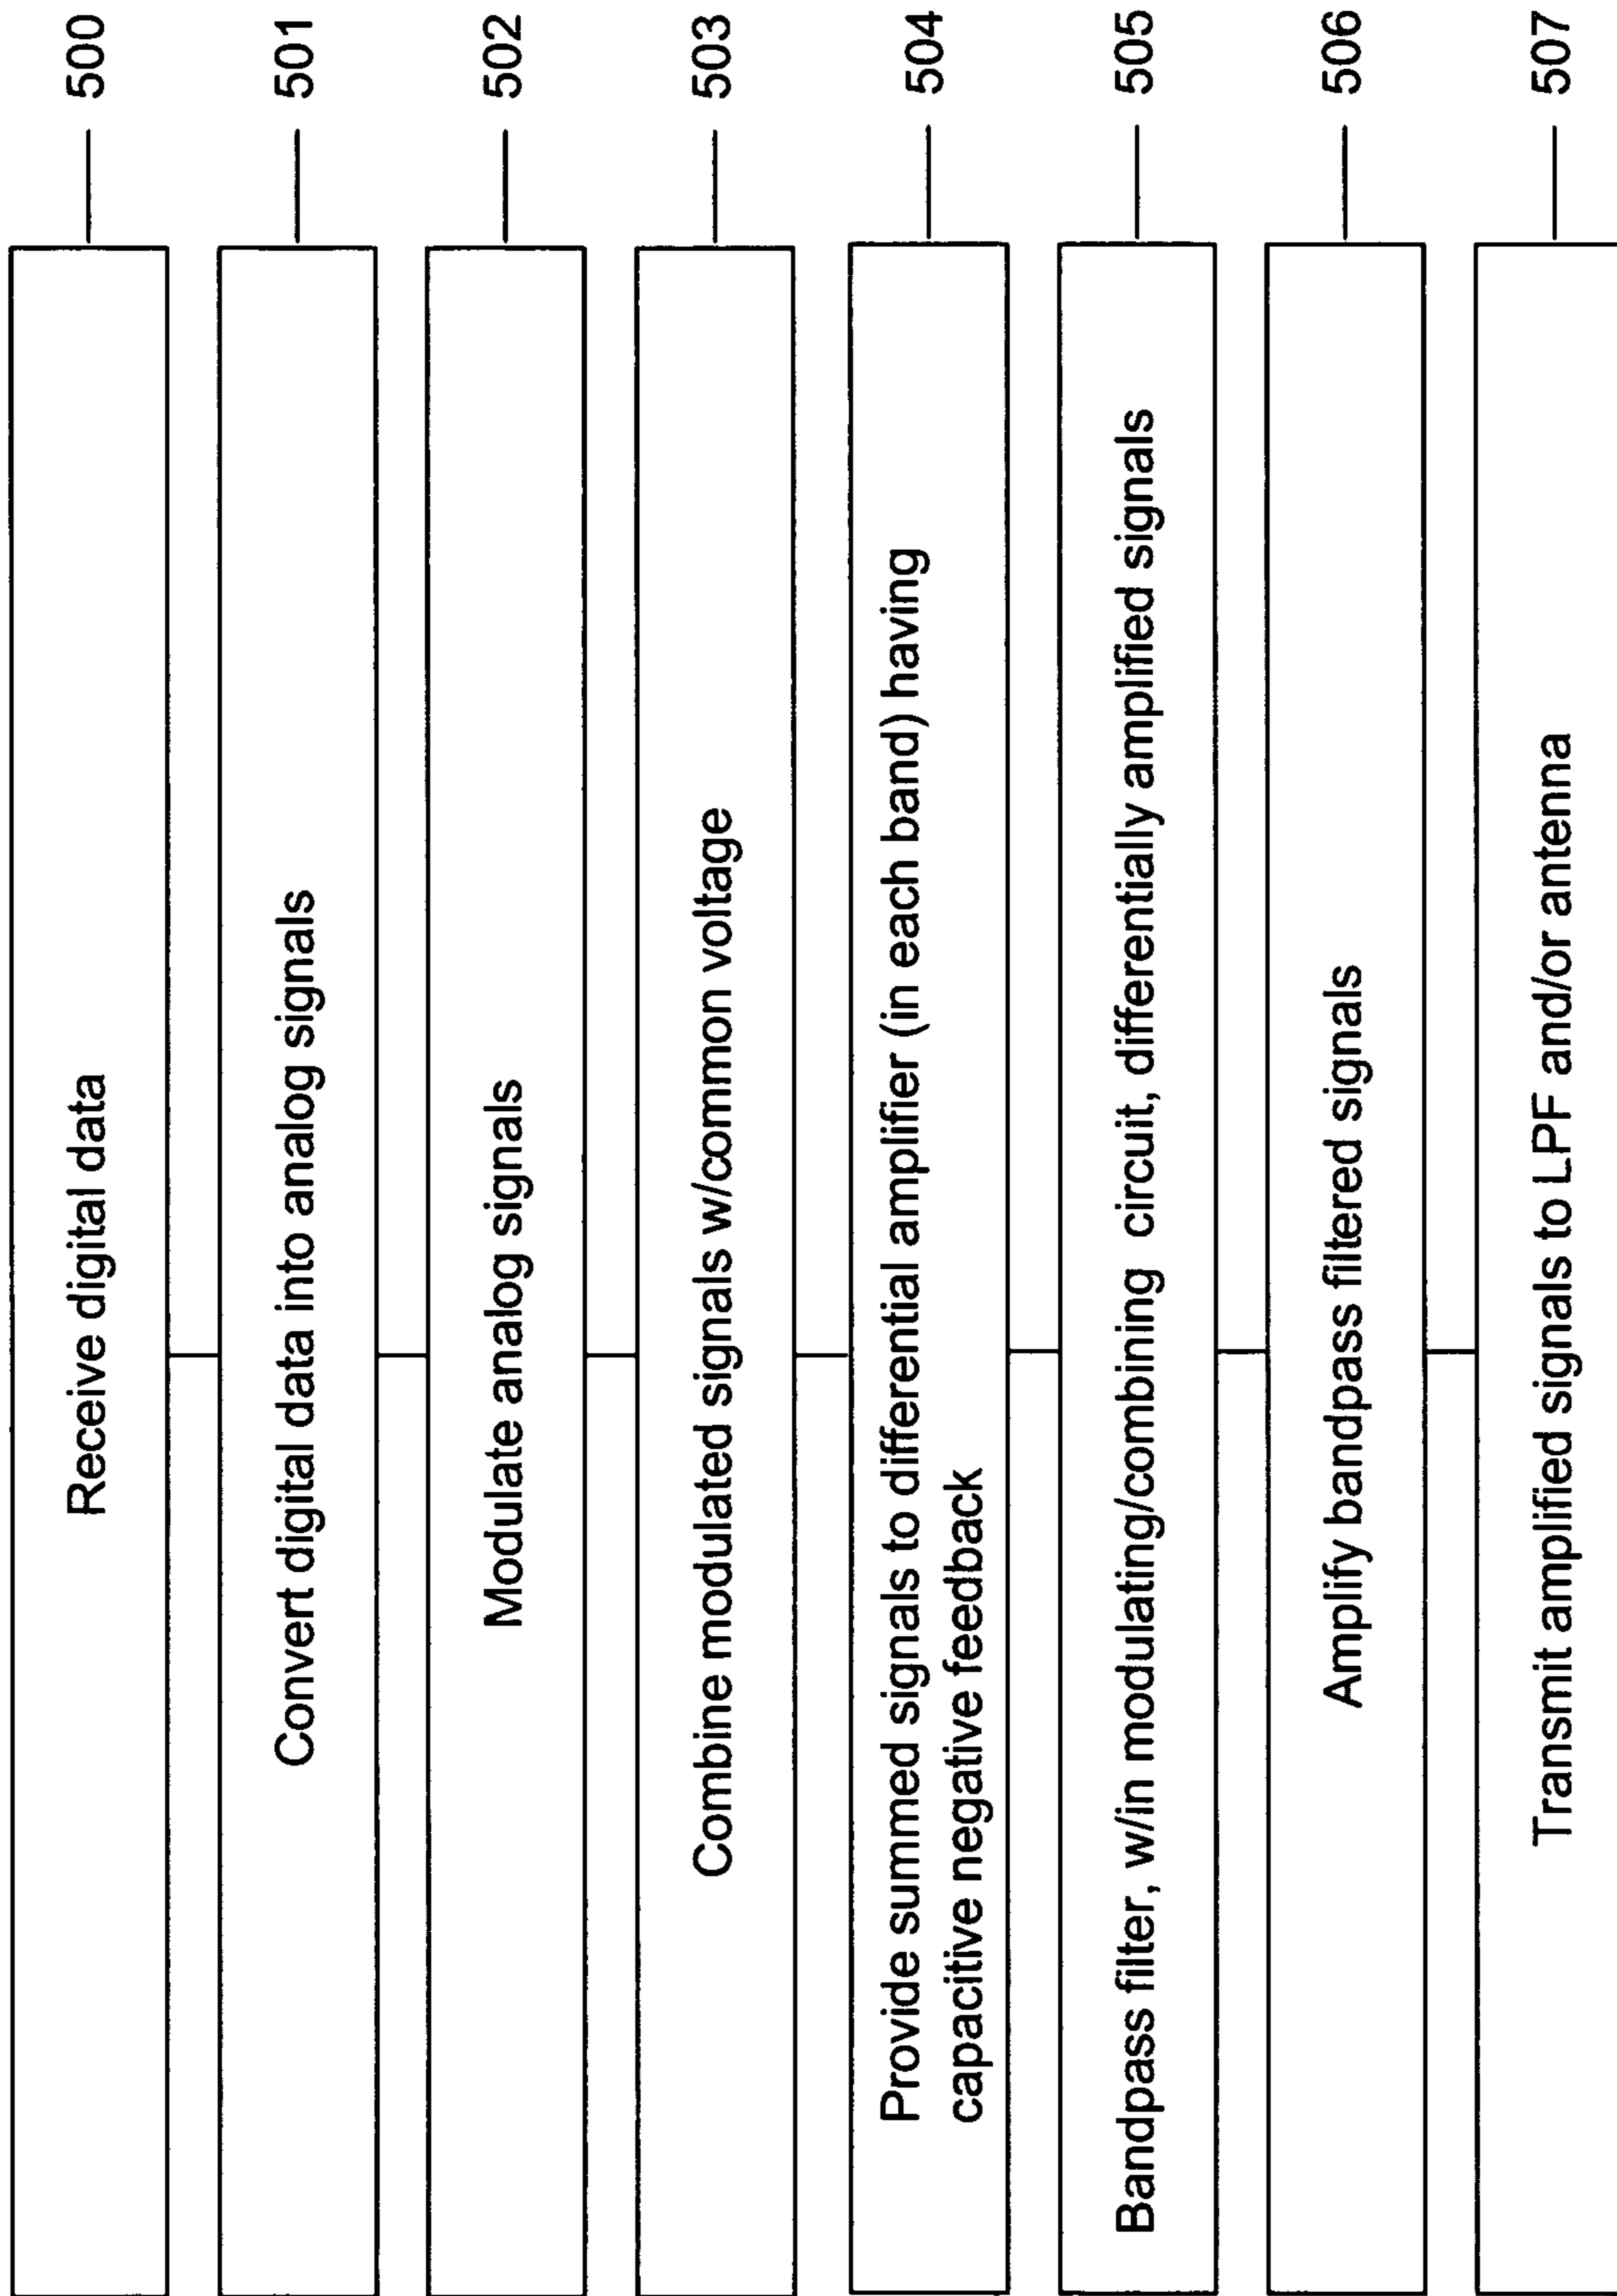 Receive digital data
500
Convert digital data into analog signals
501
Modulate analog signals
502
Combine modulated signals w/common voltage
503
Provide summed signals to differential amplifier (in each band) having
capacitive negative feedback
504
Bandpass filter, w/in modulating/combining circuit, differentially amplified signals
505
Amplify bandpass filtered signals
506
Transmit amplified signals to LPF and/or antenna
507